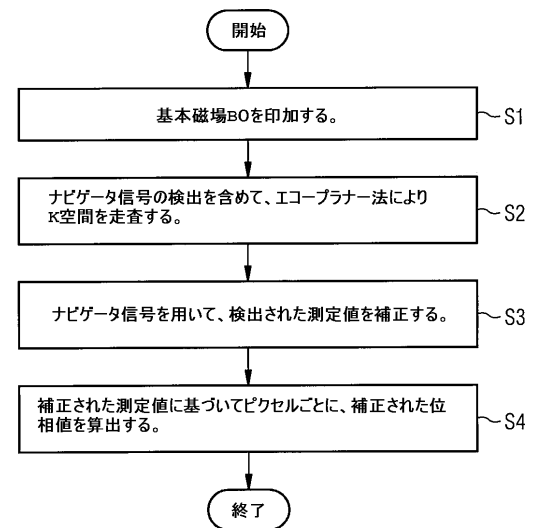 開始
基本磁場BOを印加する。
S1
ナビゲータ信号の検出を含めて、エコープラナー法により
K空間を走査する。
S2
ナビゲータ信号を用いて、検出された測定値を補正する。
S3
補正された測定値に基づいてピクセルごとに、補正された位
相値を算出する。
S4
終了